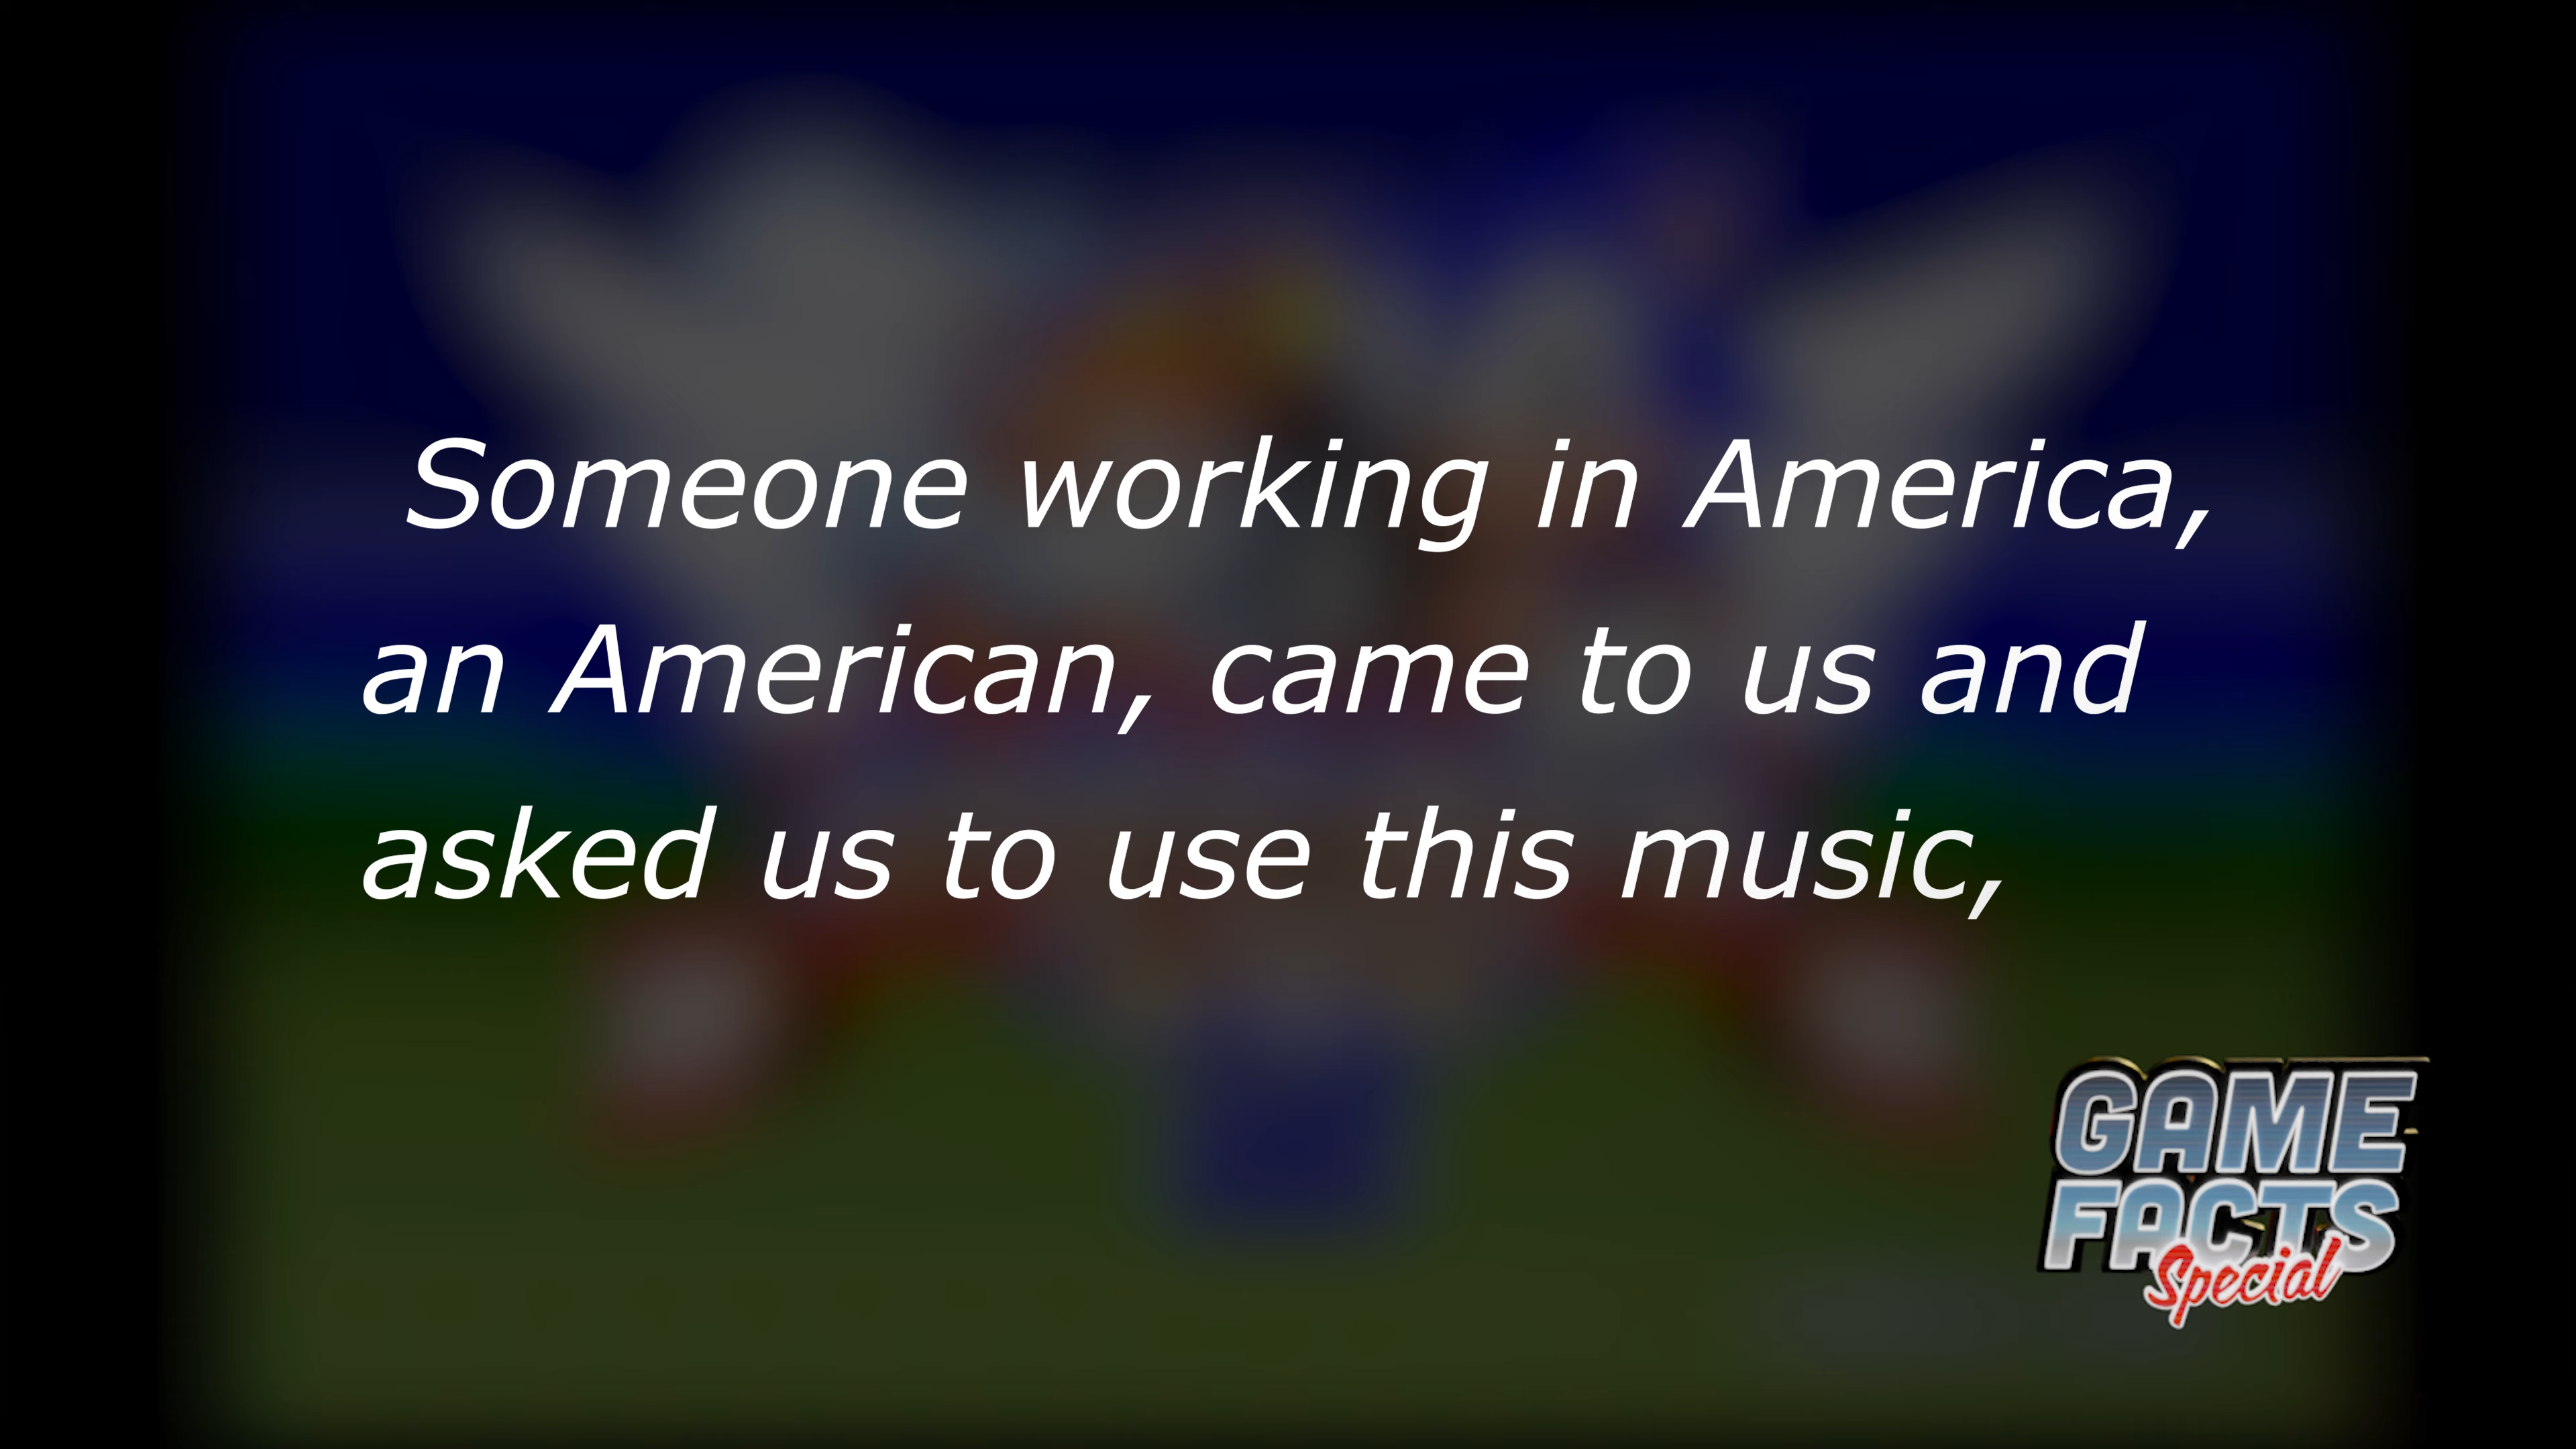 Someone working in America,
an American, came to us and
asked us to use this music,
GAME
FACTS
Special